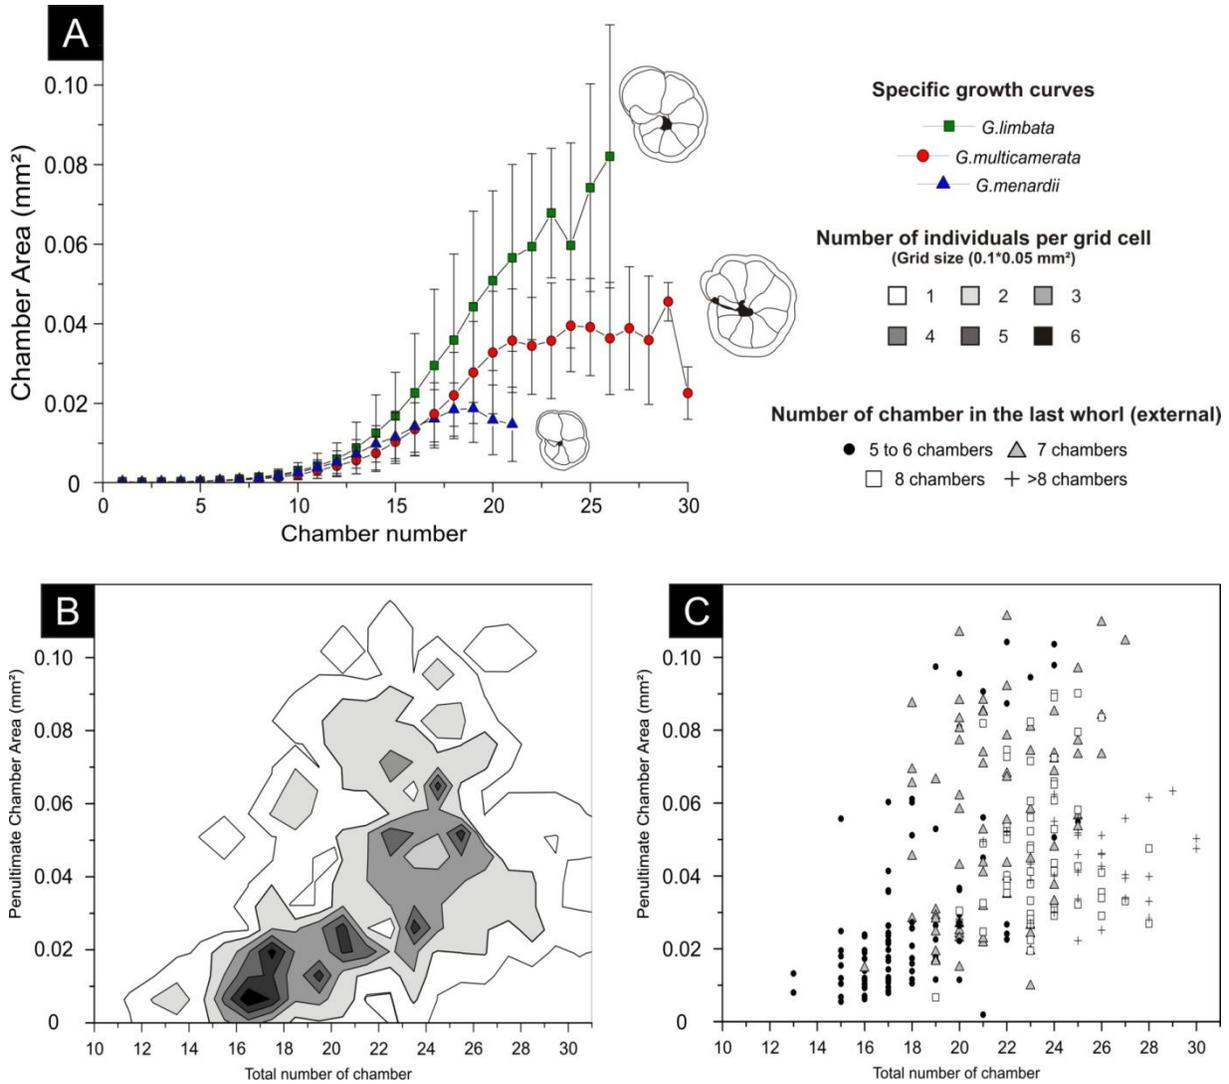 A
Chamber Area (mm²)
0.10
0.08
0.06
0.04
0.02
0
0 5 10 15 20 25 30
Chamber number
Specific growth curves
G.limbata
G.multicamerata
G.menardii
Number of individuals per grid cell
(Grid size (0.1*0.05 mm²)
1 2 3
4 5 6
Number of chamber in the last whorl (external)
5 to 6 chambers 7 chambers
8 chambers >8 chambers
B
Penultimate Chamber Area (mm²)
0.10
0.08
0.06
0.04
0.02
0
10 12 14 16 18 20 22 24 26 28 30
Total number of chamber
C
Penultimate Chamber Area (mm²)
0.10
0.08
0.06
0.04
0.02
0
10 12 14 16 18 20 22 24 26 28 30
Total number of chamber